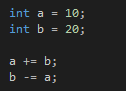 int a = 10;
int b = 20;
a += b;
b -= a;